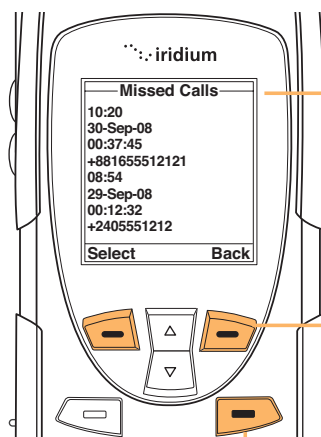 iridium
Missed Calls
10:20
30-Sep-08
00:37:45
+881655512121
08:54
29-Sep-08
00:12:32
+2405551212
Select Back